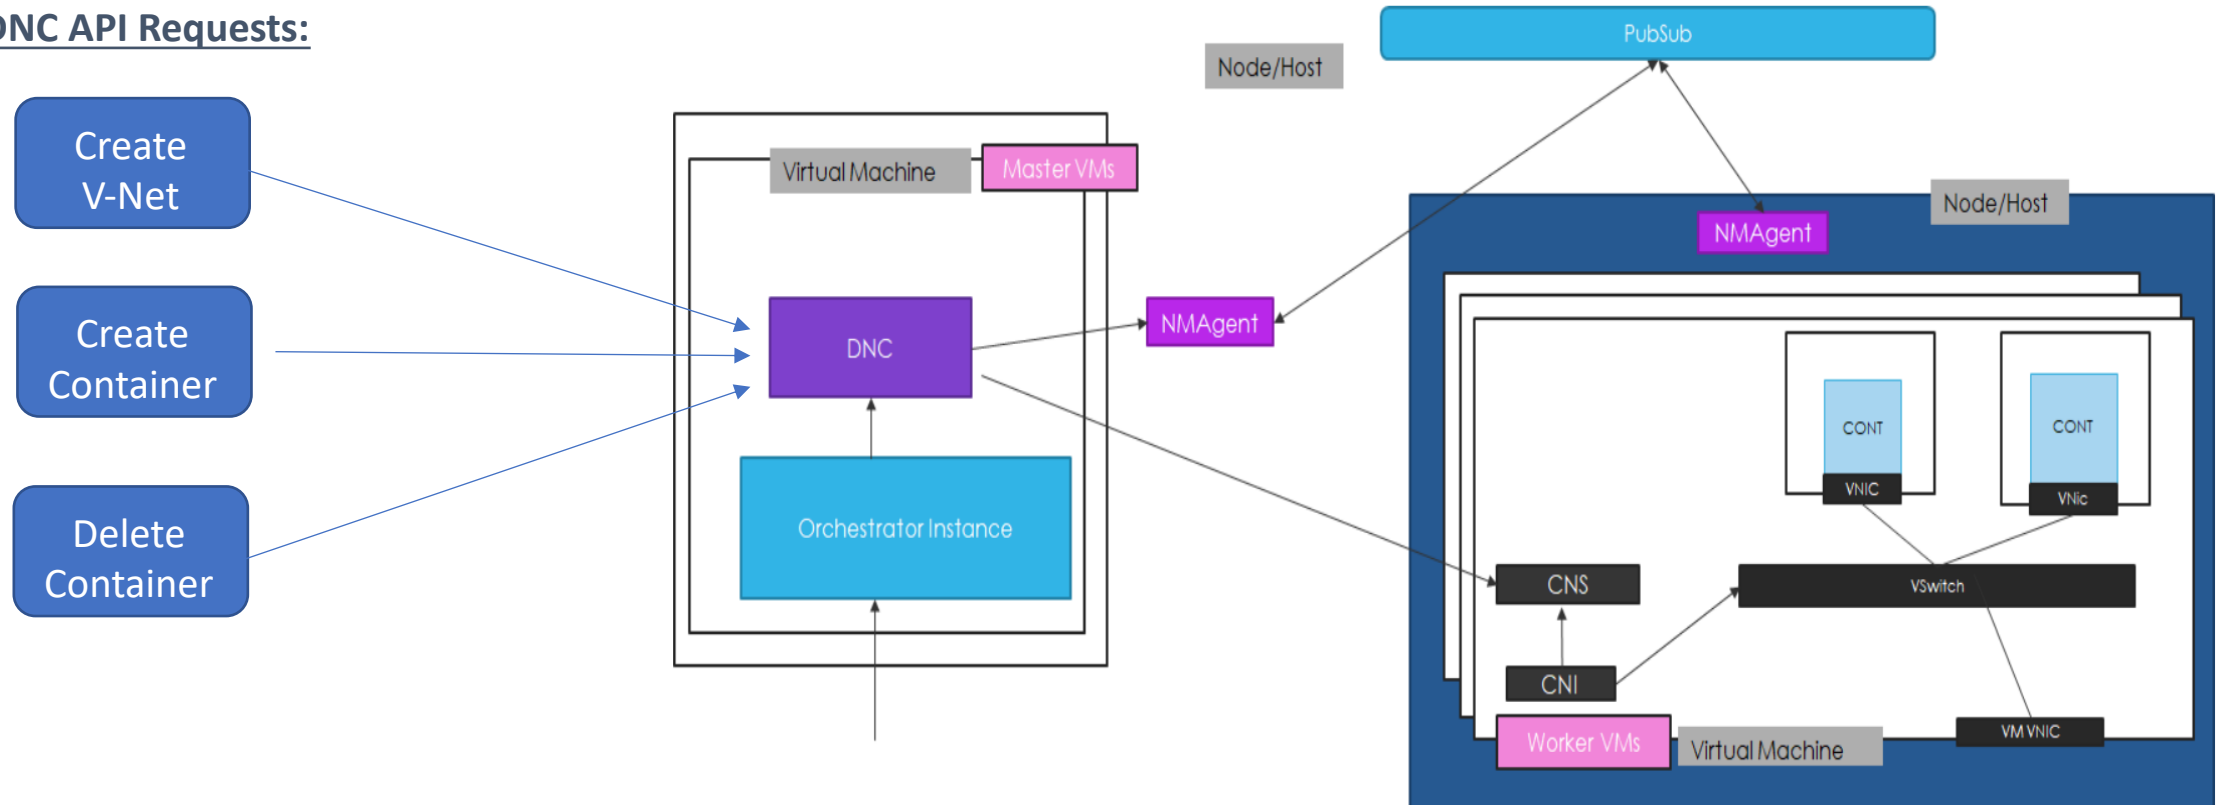 DNC API Requests:
Create
V-Net
Create
Container
Delete
Container
Virtual Machine
Master VMs
DNC
Orchestrator Instance
NMAgent
Node/Host
PubSub
Node/Host
NMAgent
CONT
VNIC
CONT
VNic
CNS
VSwitch
CNI
Worker VMs
Virtual Machine
VM VNIC